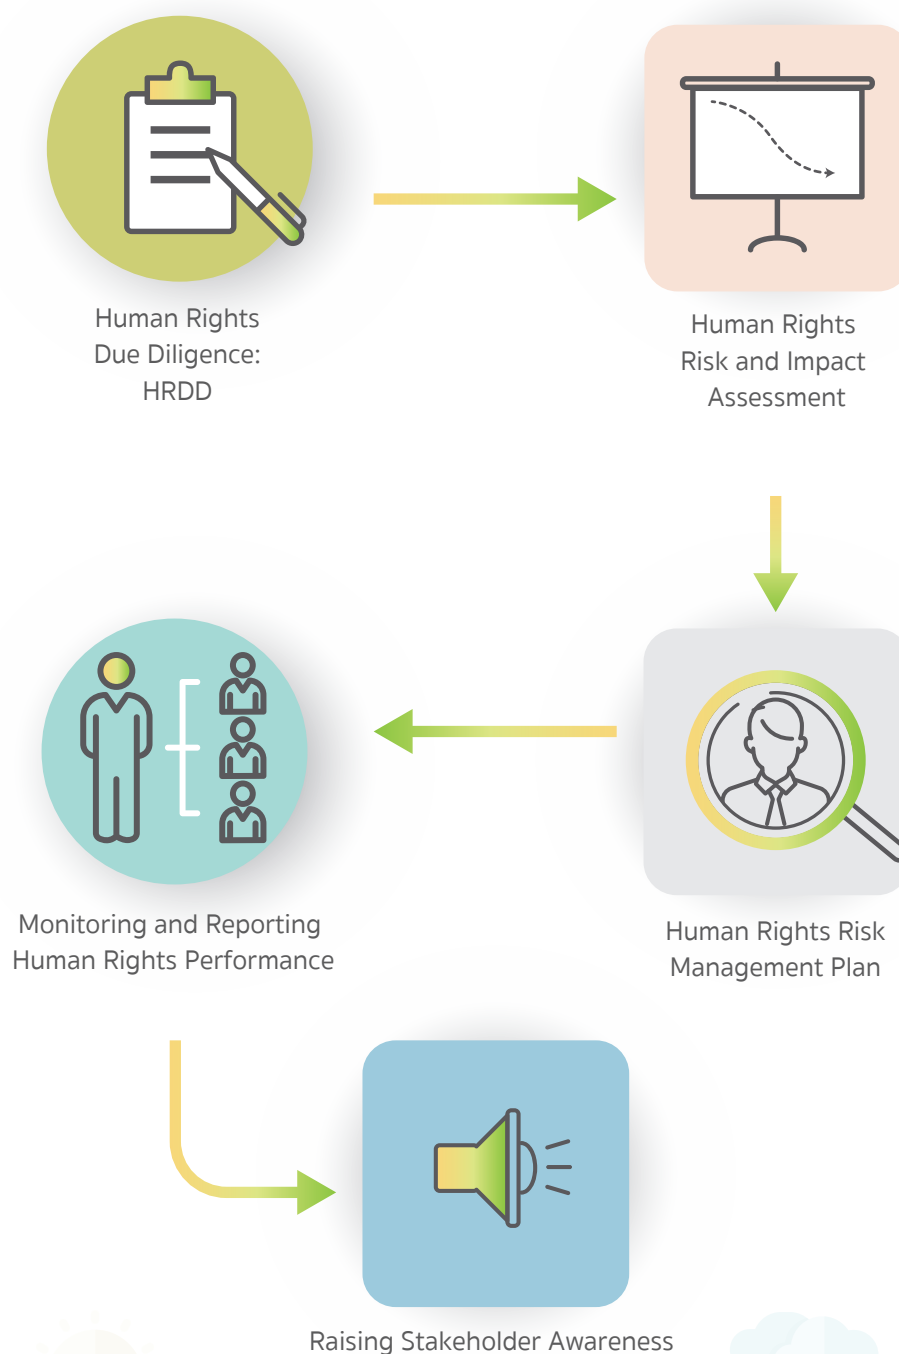 Human Rights
Due Diligence:
HRDD
Human Rights
Risk and Impact
Assessment
Human Rights Risk
Management Plan
Monitoring and Reporting
Human Rights Performance
Raising Stakeholder Awareness